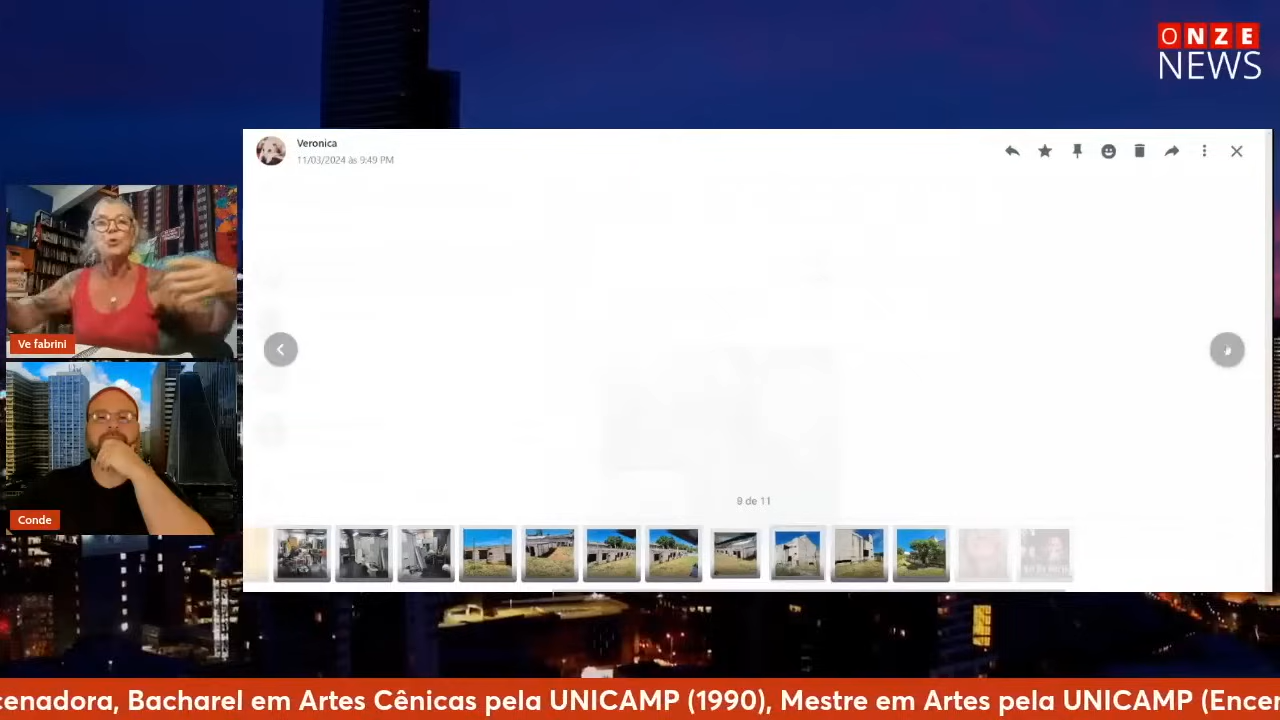 ONZE
NEWS
Veronica
11/03/2024 às 9:49 PM
Ve fabrini
Conde
9 de 11
cenadora, Bacharel em Artes Cênicas pela UNICAMP (1990), Mestre em Artes pela UNICAMP (Encen